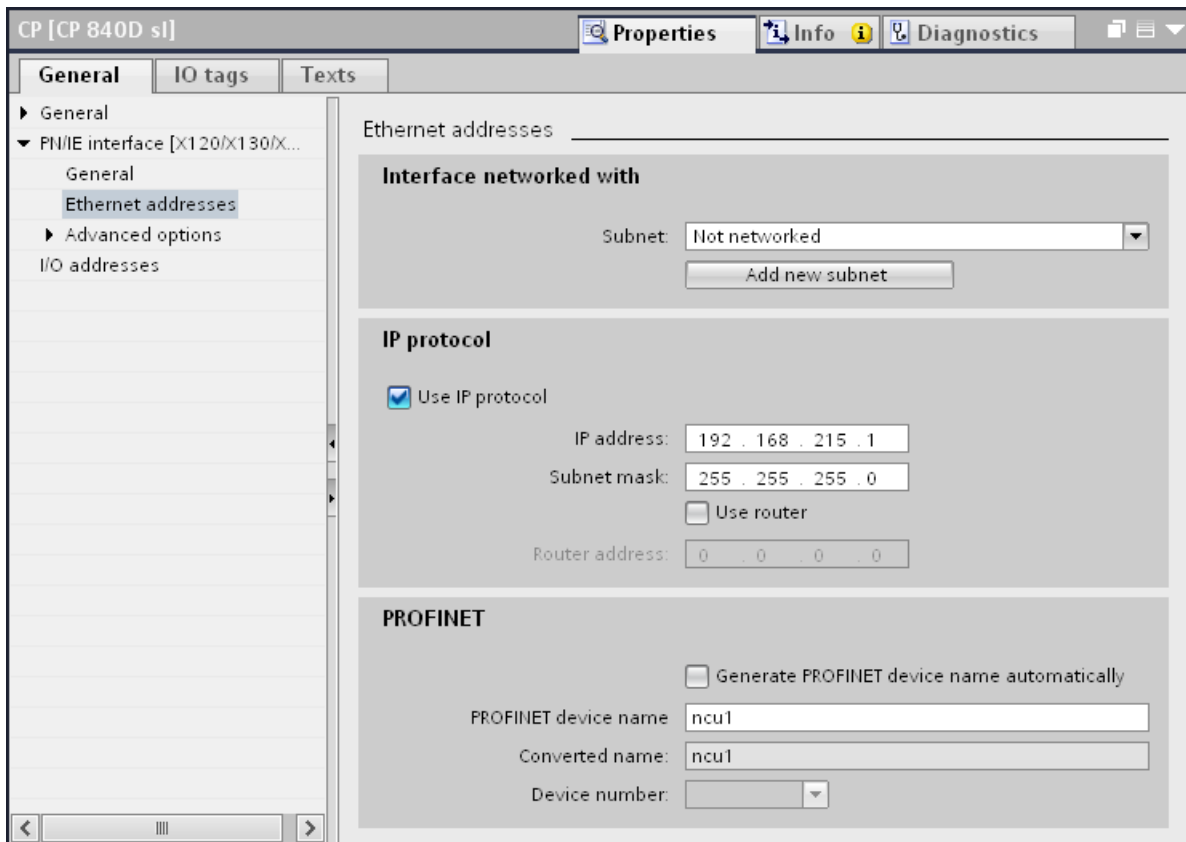 CP [CP 840D sl]
Properties
Info
Diagnostics
General
IO tags
Texts
General
PN/IE interface [X120/X130/X...
General
Ethernet addresses
Advanced options
I/O addresses
Ethernet addresses
Interface networked with
Subnet: Not networked
Add new subnet
IP protocol
Use IP protocol
IP address: 192 . 168 . 215 . 1
Subnet mask: 255 . 255 . 255 . 0
Use router
Router address: 0 . 0 . 0 . 0
PROFINET
Generate PROFINET device name automatically
PROFINET device name ncu1
Converted name: ncu1
Device number: